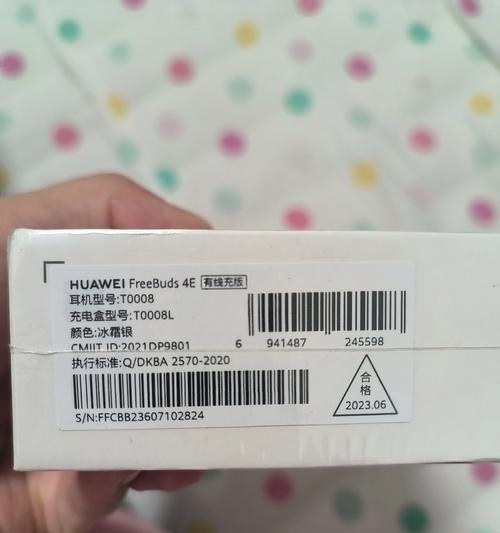 HUAWEI FreeBuds 4E 有线充版
耳机型号:T0008
充电盒型号:T0008L
颜色:冰霜银
CMIIT ID:2021DP9801
6 941487 245598
执行标准:Q/DKBA 2570-2020
S/N:FFCBB23607102824
合格
2023.06